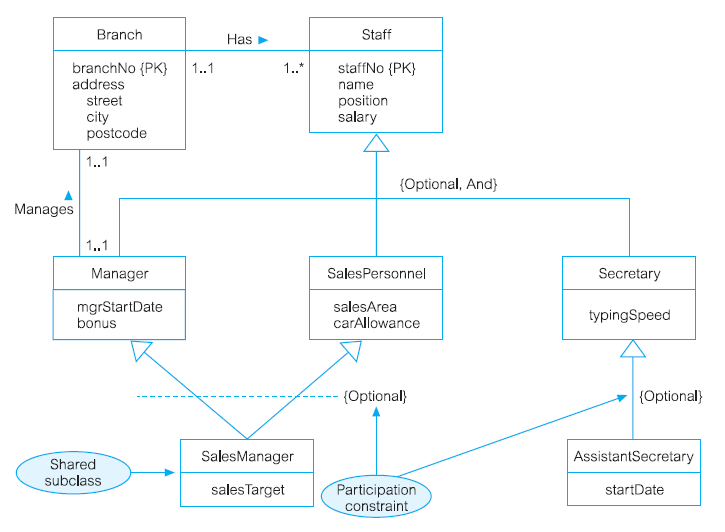 Branch
Has ►
Staff
branchNo {PK}
address
street
city
postcode
1..1
1..*
staffNo {PK}
name
position
salary
1..1
{Optional, And}
Manages
1..1
Manager
mgrStartDate
bonus
SalesPersonnel
salesArea
carAllowance
Secretary
typingSpeed
{Optional}
{Optional}
Shared
subclass
SalesManager
salesTarget
Participation
constraint
AssistantSecretary
startDate